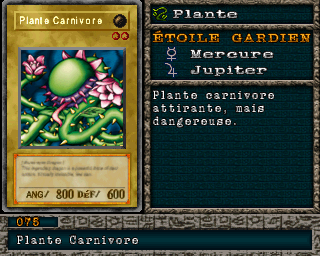 Plante Carnivore
ANG/ 800 DÉF/ 600
Plante
ÉTOILE GARDIEN
Mercure
Jupiter
Plante carnivore
attirante, mais
dangereuse.
075
Plante Carnivore